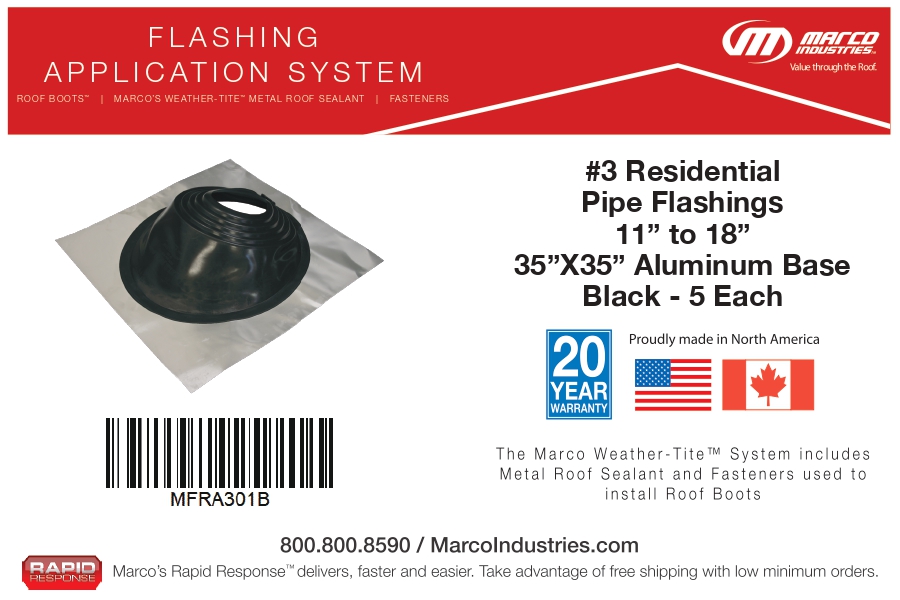 FLASHING
APPLICATION SYSTEM
ROOF BOOTS™ | MARCO'S WEATHER-TITE™ METAL ROOF SEALANT | FASTENERS
MARCO
INDUSTRIES™
Value through the Roof.
#3 Residential
Pipe Flashings
11” to 18”
35”X35” Aluminum Base
Black - 5 Each
20
YEAR
WARRANTY
Proudly made in North America
The Marco Weather-Tite™ System includes
Metal Roof Sealant and Fasteners used to
install Roof Boots
MFRA301B
800.800.8590 / MarcoIndustries.com
RAPID
RESPONSE
Marco's Rapid Response™ delivers, faster and easier. Take advantage of free shipping with low minimum orders.